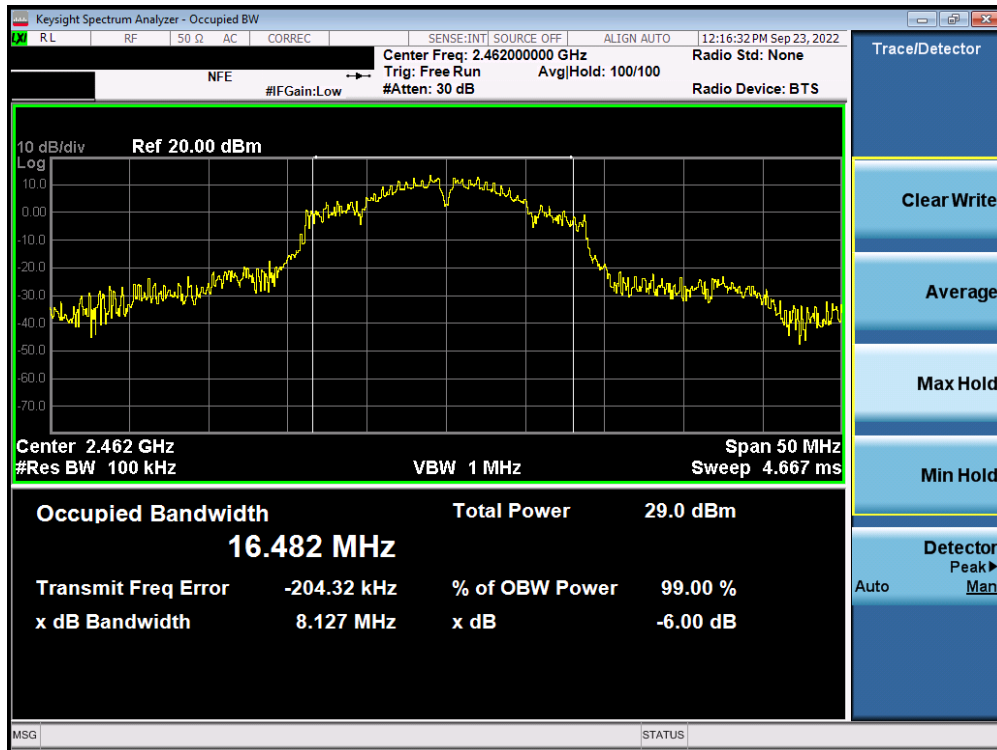 Keysight Spectrum Analyzer - Occupied BW
LXI RL RF 50 Ω AC CORREC SENSE:INT SOURCE OFF ALIGN AUTO 12:16:32 PM Sep 23, 2022
NFE
#IFGain:Low
Center Freq: 2.462000000 GHz
Trig: Free Run Avg|Hold: 100/100
#Atten: 30 dB
Radio Std: None
Radio Device: BTS
10 dB/div Ref 20.00 dBm
Log
10.0
0.00
-10.0
-20.0
-30.0
-40.0
-50.0
-60.0
-70.0
Center 2.462 GHz Span 50 MHz
#Res BW 100 kHz VBW 1 MHz Sweep 4.667 ms
Occupied Bandwidth Total Power 29.0 dBm
16.482 MHz
Transmit Freq Error -204.32 kHz % of OBW Power 99.00 %
x dB Bandwidth 8.127 MHz x dB -6.00 dB
MSG STATUS
Trace/Detector
Clear Write
Average
Max Hold
Min Hold
Detector
Peak▶
Auto Man